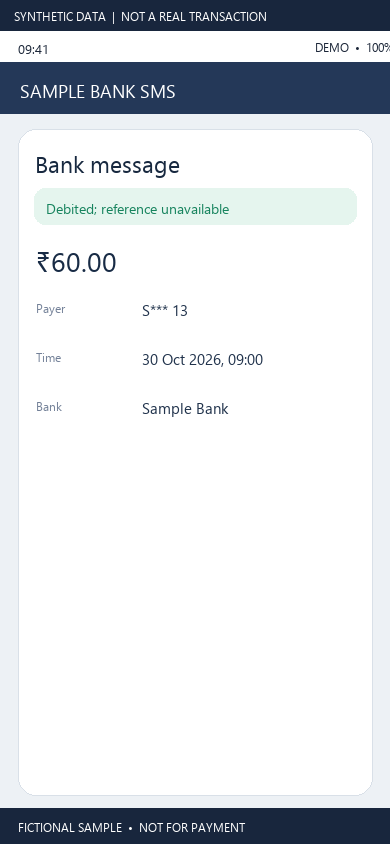 SYNTHETIC DATA | NOT A REAL TRANSACTION
09:41 DEMO • 100%
SAMPLE BANK SMS
Bank message
Debited; reference unavailable
₹60.00
Payer S*** 13
Time 30 Oct 2026, 09:00
Bank Sample Bank
FICTIONAL SAMPLE • NOT FOR PAYMENT